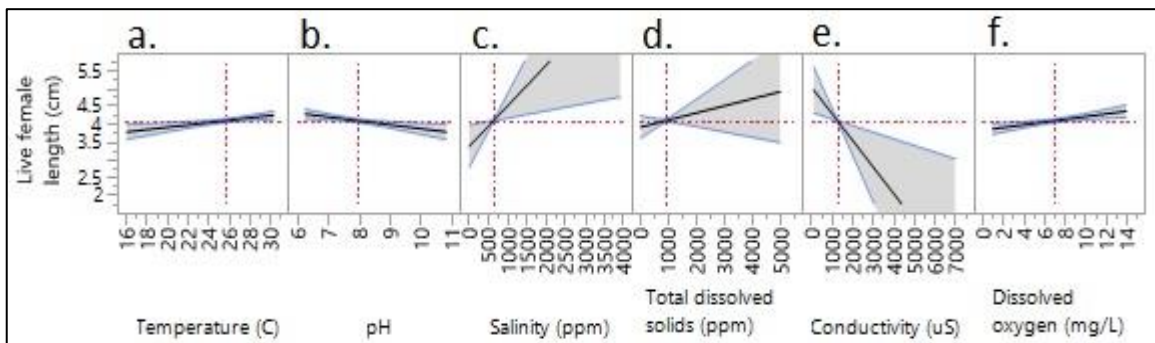 a. b. c. d. e. f.
Live female
length (cm)
5.5
4.5
4
3.5
2.5
2
16 18 20 22 24 26 28 30
6 7 8 9 10 11
0 500 1000 1500 2000 2500 3000 3500 4000
0 1000 2000 3000 4000 5000
0 1000 2000 3000 4000 5000 6000 7000
0 2 4 6 8 10 12 14
Temperature (C)
pH
Salinity (ppm)
Total dissolved
solids (ppm)
Conductivity (uS)
Dissolved
oxygen (mg/L)